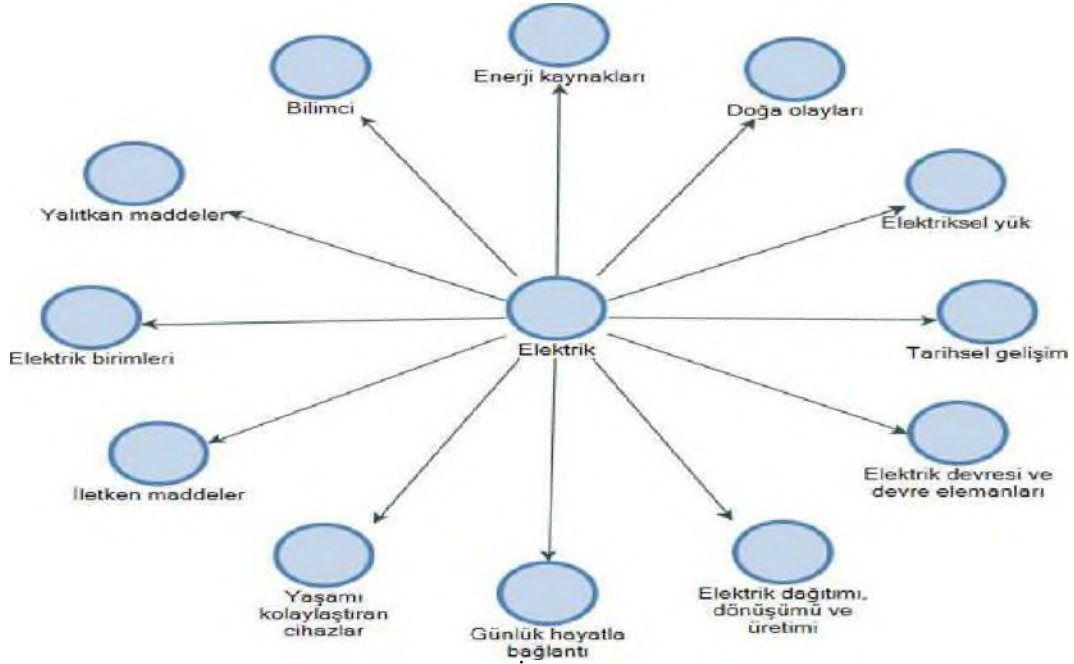 Enerji kaynakları
Bilimci
Doğa olayları
Yalıtkan maddeler
Elektriksel yük
Elektrik
Elektrik birimleri
Tarihsel gelişim
İletken maddeler
Elektrik devresi ve
devre elemanları
Yaşamı
kolaylaştıran
cihazlar
Günlük hayatla
bağlantı
Elektrik dağıtımı,
dönüşümü ve
üretimi